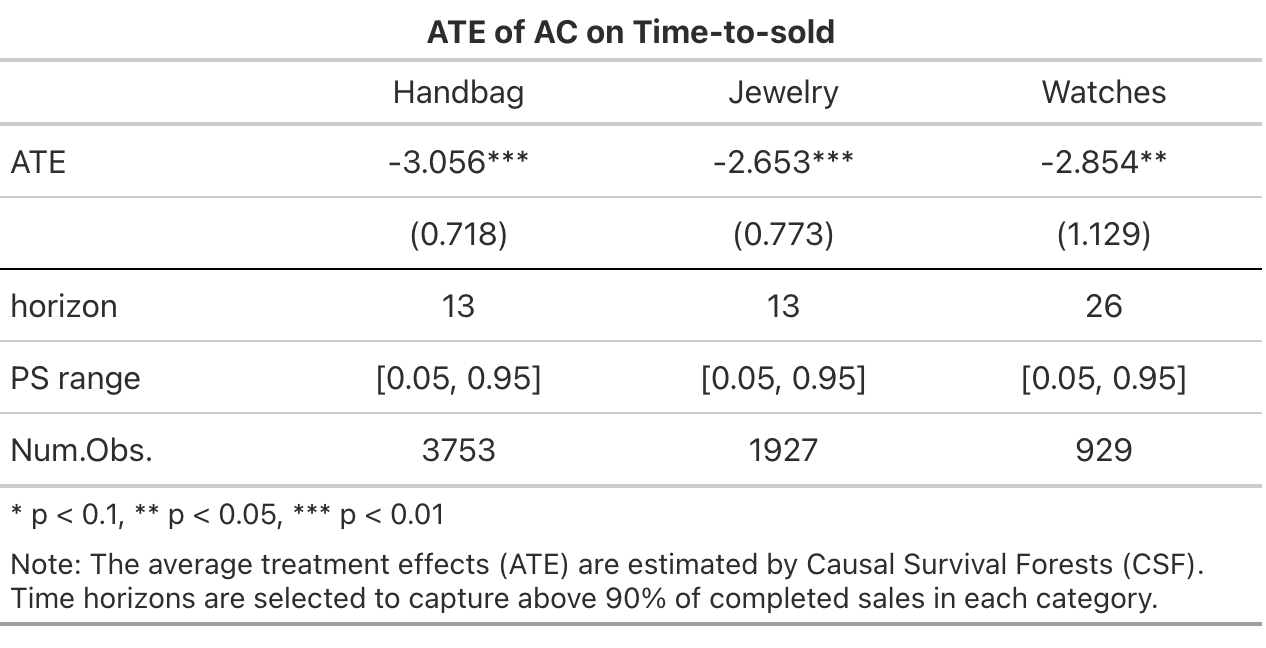 ATE of AC on Time-to-sold
Handbag Jewelry Watches
ATE -3.056*** -2.653*** -2.854**
(0.718) (0.773) (1.129)
horizon 13 13 26
PS range [0.05, 0.95] [0.05, 0.95] [0.05, 0.95]
Num.Obs. 3753 1927 929
* p < 0.1, ** p < 0.05, *** p < 0.01
Note: The average treatment effects (ATE) are estimated by Causal Survival Forests (CSF).
Time horizons are selected to capture above 90% of completed sales in each category.